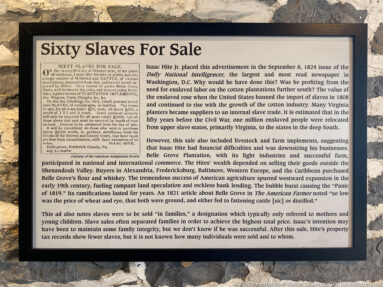 Sixty Slaves For Sale
SIXTY SLAVES FOR SALE.
Isaac Hite Jr. placed this advertisement in the September 8, 1824 issue of the
Daily National Intelligencer, the largest and most read newspaper in
Washington, D.C. Why would he have done this? Was he profiting from the
need for enslaved labor on the cotton plantations further south? The value of
the enslaved rose when the United States banned the import of slaves in 1808
and continued to rise with the growth of the cotton industry. Many Virginia
planters became suppliers to an internal slave trade. It is estimated that in the
fifty years before the Civil War, one million enslaved people were relocated
from upper slave states, primarily Virginia, to the states in the deep South.
However, this sale also included livestock and farm implements, suggesting
that Isaac Hite had financial difficulties and was downsizing his businesses.
Belle Grove Plantation, with its light industries and successful farm,
participated in national and international commerce. The Hites' wealth depended on selling their goods outside the
Shenandoah Valley. Buyers in Alexandria, Fredericksburg, Baltimore, Western Europe, and the Caribbean purchased
Belle Grove's flour and whiskey. The tremendous success of American agriculture spurred westward expansion in the
early 19th century, fueling rampant land speculation and reckless bank lending. The bubble burst causing the "Panic
of 1819." Its ramifications lasted for years. An 1821 article about Belle Grove in The American Farmer noted "so low
was the price of wheat and rye, that both were ground, and either fed to fattening cattle [sic] or distilled."
This ad also notes slaves were to be sold "in families," a designation which typically only referred to mothers and
young children. Slave sales often separated families in order to achieve the highest total price. Isaac's intention may
have been to maintain some family integrity, but we don't know if he was successful. After this sale, Hite's property
tax records show fewer slaves, but it is not known how many individuals were sold and to whom.